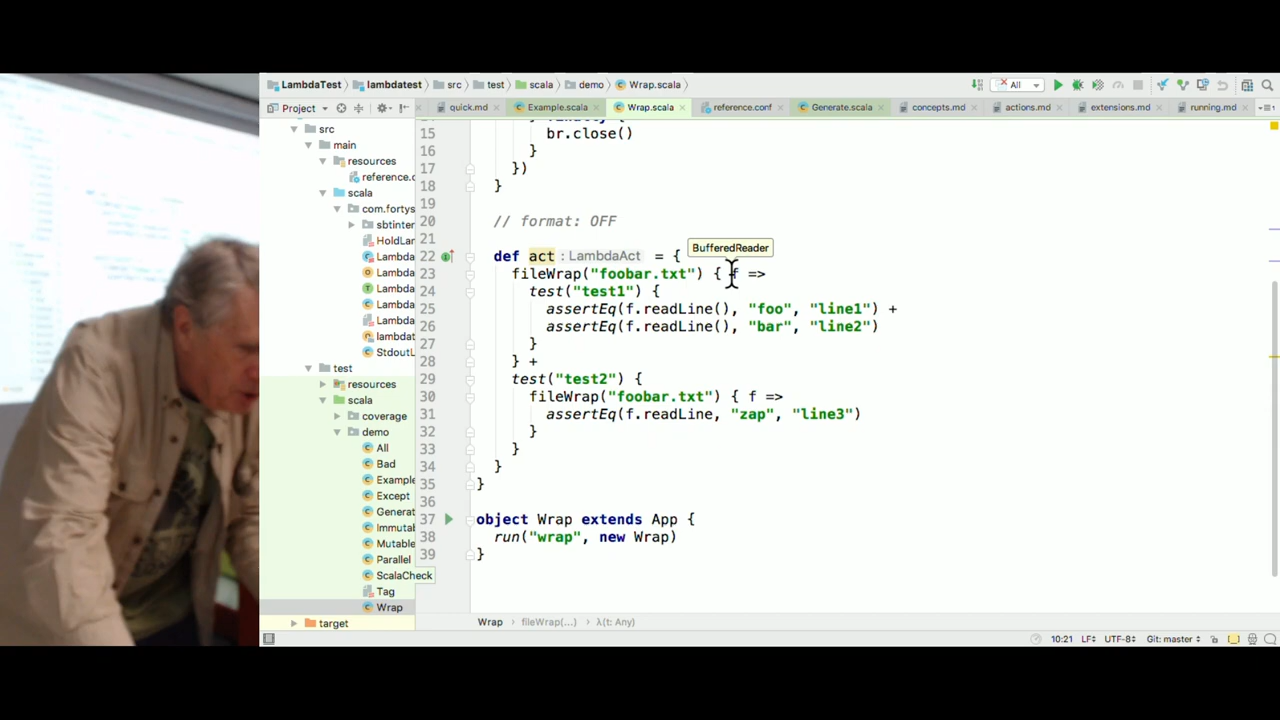 LambdaTest lambdatest src test scala demo Wrap.scala All
Project quick.md Example.scala Wrap.scala reference.conf Generate.scala concepts.md actions.md extensions.md running.md
src
main
resources
reference.c
scala
com.fortys
sbtinter
HoldLar
Lambda
Lambda
Lambda
Lambda
Lambda
lambdat
StdoutL
test
resources
scala
coverage
demo
All
Bad
Example
Except
Generat
Immuta
Mutable
Parallel
ScalaCheck
Tag
Wrap
target
15 br.close()
16 }
17 })
18 }
19
20 // format: OFF
21
BufferedReader
22 def act : LambdaAct = {
23 fileWrap("foobar.txt") { f =>
24 test("test1") {
25 assertEq(f.readLine(), "foo", "line1") +
26 assertEq(f.readLine(), "bar", "line2")
27 }
28 } +
29 test("test2") {
30 fileWrap("foobar.txt") { f =>
31 assertEq(f.readLine, "zap", "line3")
32 }
33 }
34 }
35 }
36
37 object Wrap extends App {
38 run("wrap", new Wrap)
39 }
Wrap fileWrap(...) λ(t: Any)
10:21 LF UTF-8 Git: master